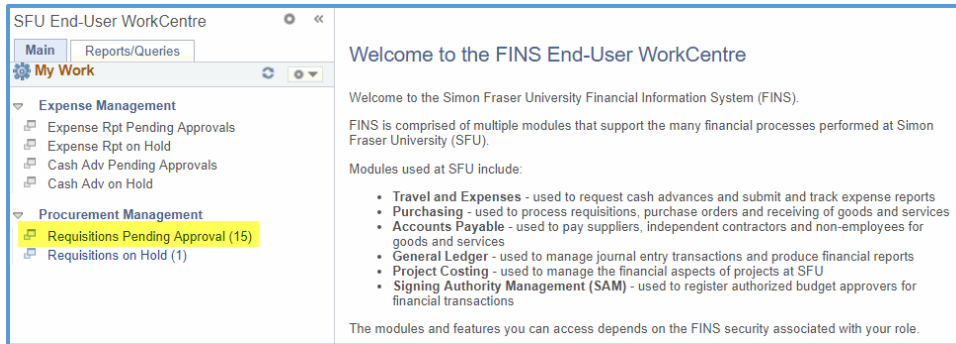 SFU End-User WorkCentre
Main Reports/Queries
My Work
Expense Management
Expense Rpt Pending Approvals
Expense Rpt on Hold
Cash Adv Pending Approvals
Cash Adv on Hold
Procurement Management
Requisitions Pending Approval (15)
Requisitions on Hold (1)
Welcome to the FINS End-User WorkCentre
Welcome to the Simon Fraser University Financial Information System (FINS).
FINS is comprised of multiple modules that support the many financial processes performed at Simon
Fraser University (SFU).
Modules used at SFU include:
• Travel and Expenses - used to request cash advances and submit and track expense reports
• Purchasing - used to process requisitions, purchase orders and receiving of goods and services
• Accounts Payable - used to pay suppliers, independent contractors and non-employees for
goods and services
• General Ledger - used to manage journal entry transactions and produce financial reports
• Project Costing - used to manage the financial aspects of projects at SFU
• Signing Authority Management (SAM) - used to register authorized budget approvers for
financial transactions
The modules and features you can access depends on the FINS security associated with your role.